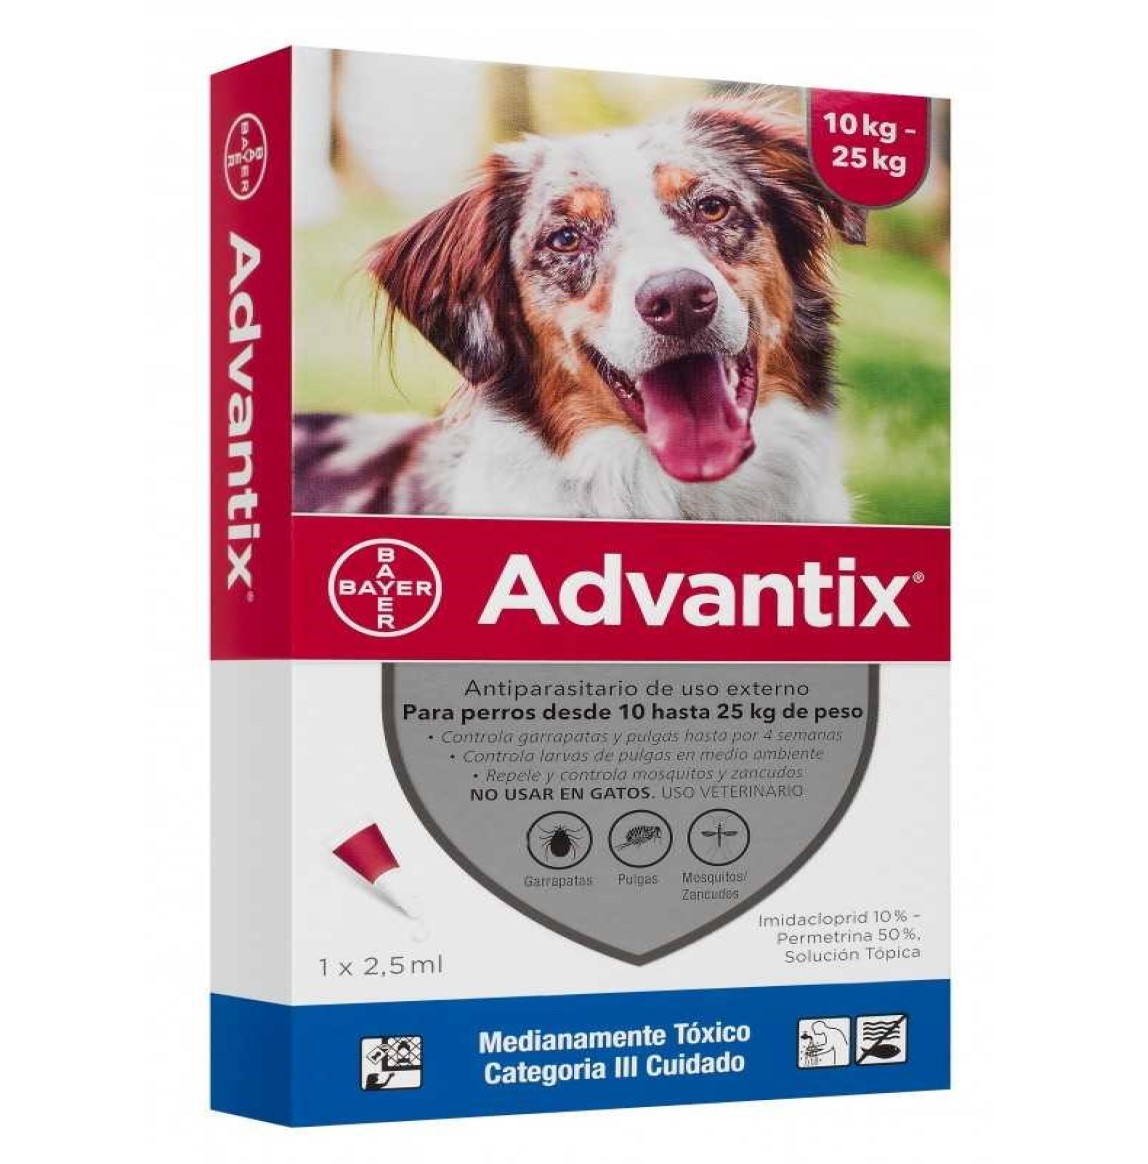 10 kg -
25 kg
BAYER
BAYER
Advantix®
BAYER
BAYER
Advantix®
Antiparasitario de uso externo
Para perros desde 10 hasta 25 kg de peso
• Controla garrapatas y pulgas hasta por 4 semanas
• Controla larvas de pulgas en medio ambiente
• Repele y controla mosquitos y zancudos
NO USAR EN GATOS. USO VETERINARIO
Garrapatas
Pulgas
Mosquitos/
Zancudos
Imidacloprid 10% -
Permetrina 50%,
Solución Tópica
1 x 2,5 ml
Medianamente Tóxico
Categoria III Cuidado